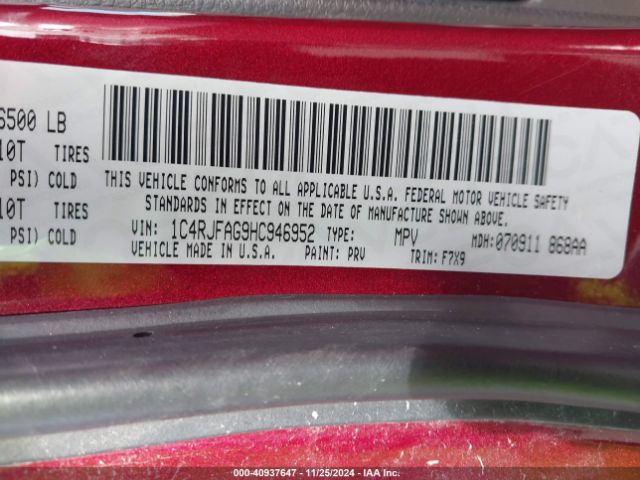 6500 LB
10T TIRES
PSI) COLD
10T TIRES
PSI) COLD
THIS VEHICLE CONFORMS TO ALL APPLICABLE U.S.A. FEDERAL MOTOR VEHICLE SAFETY
STANDARDS IN EFFECT ON THE DATE OF MANUFACTURE SHOWN ABOVE.
VIN: 1C4RJFAG9HC946952 TYPE: MPV MDH:070911 868AA
VEHICLE MADE IN U.S.A. PAINT: PRV TRIM: F7X9
000-40937647 - 11/25/2024 - IAA Inc.